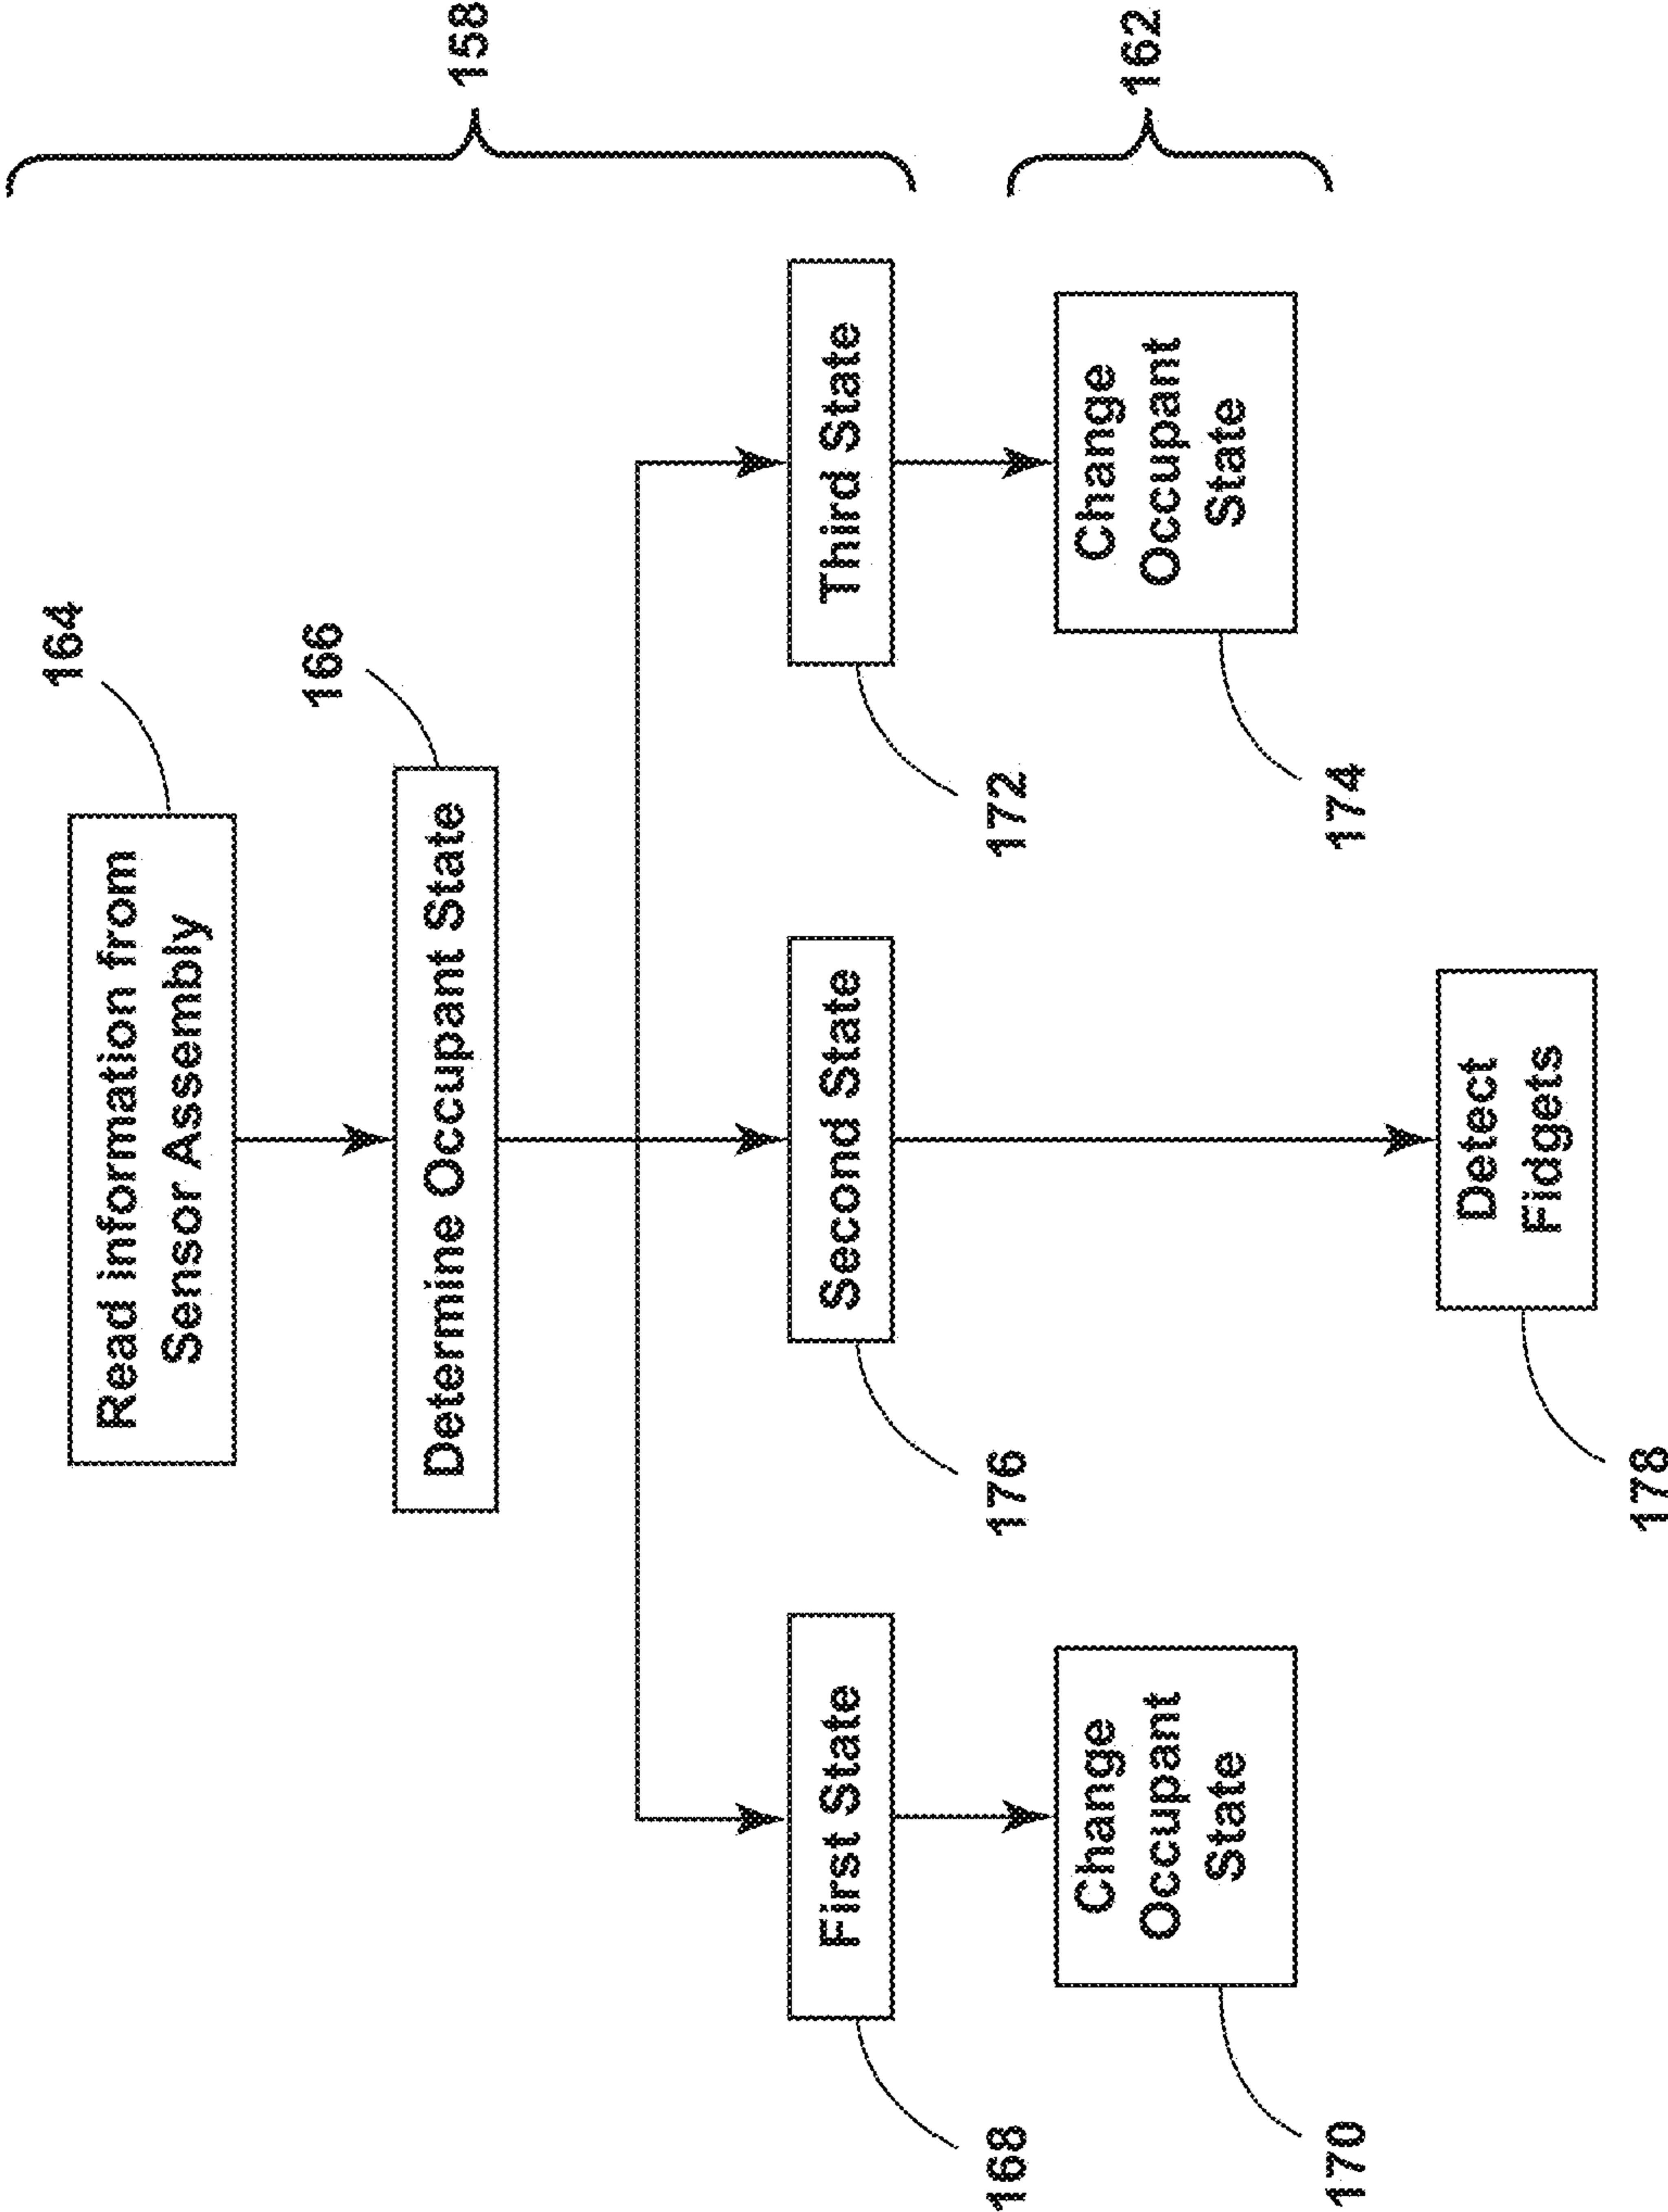 164
Read information from
Sensor Assembly
166
Determine Occupant State
158
First State
168
Second State
176
Third State
172
Change
Occupant
State
170
Change
Occupant
State
174
162
Detect
Fidgets
178